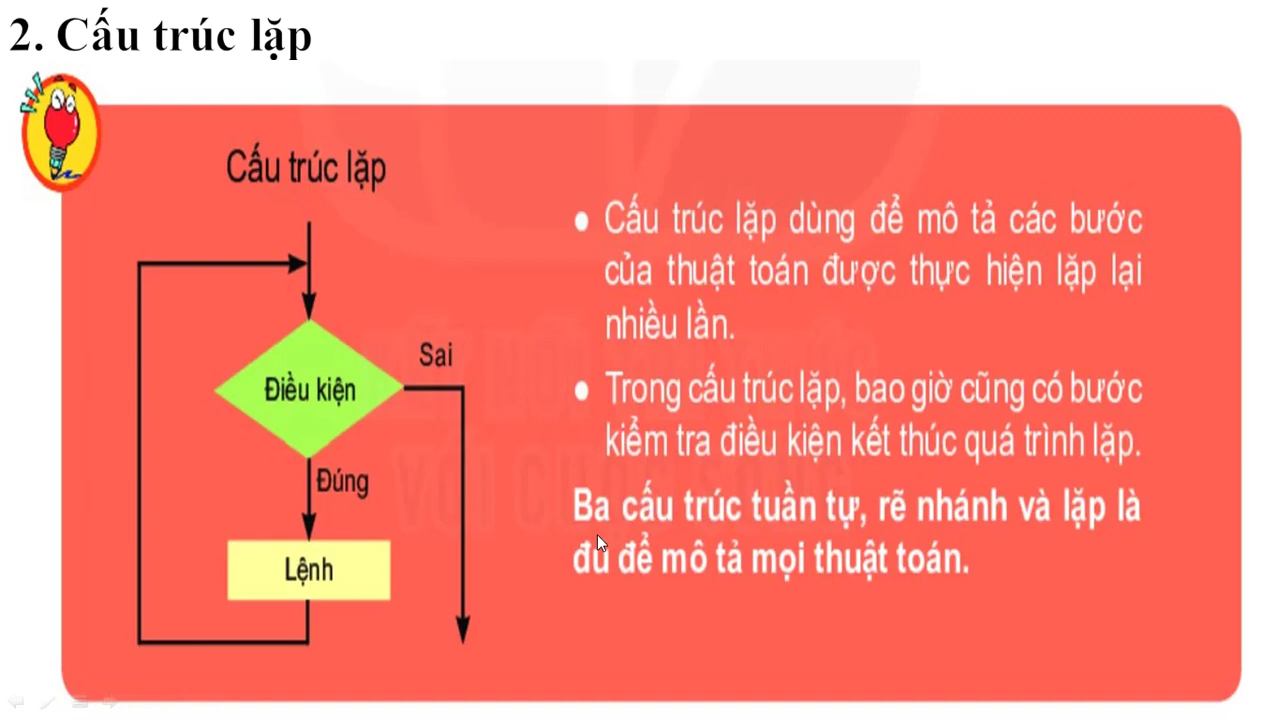 2. Cấu trúc lặp
Cấu trúc lặp
Điều kiện
Sai
Đúng
Lệnh
● Cấu trúc lặp dùng để mô tả các bước
của thuật toán được thực hiện lặp lại
nhiều lần.
● Trong cấu trúc lặp, bao giờ cũng có bước
kiểm tra điều kiện kết thúc quá trình lặp.
Ba cấu trúc tuần tự, rẽ nhánh và lặp là
đủ để mô tả mọi thuật toán.